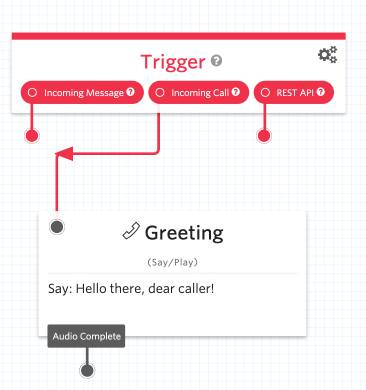 Trigger ?
Incoming Message ?
Incoming Call ?
REST API ?
Greeting
(Say/Play)
Say: Hello there, dear caller!
Audio Complete